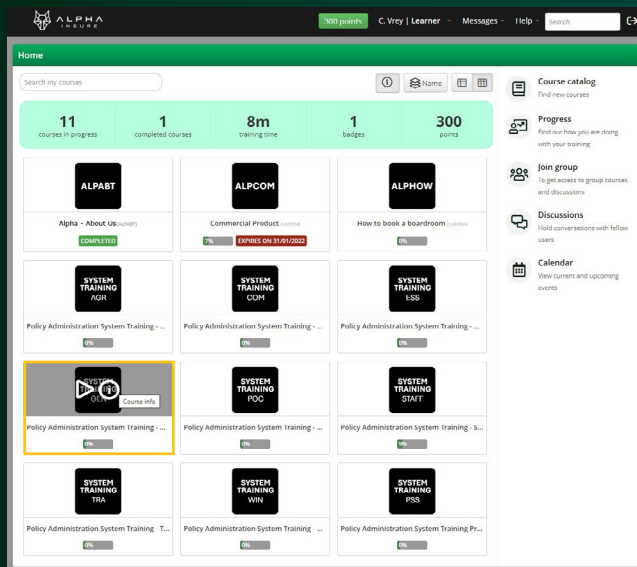 ALPHA
INSURE
300 points
C. Vrey | Learner
Messages
Help
Search
Home
Search my courses
Name
11
courses in progress
1
completed courses
8m
training time
1
badges
300
points
ALPABT
Alpha - About Us (ALPABT)
COMPLETED
ALPCOM
Commercial Product
7%
EXPIRES ON 31/01/2022
ALPHOW
How to book a boardroom
0%
SYSTEM
TRAINING
AGR
Policy Administration System Training - ...
0%
SYSTEM
TRAINING
COM
Policy Administration System Training - ...
0%
SYSTEM
TRAINING
ESS
Policy Administration System Training - ...
0%
SYSTEM
TRAINING
GEN
Course info
Policy Administration System Training - ...
0%
SYSTEM
TRAINING
POC
Policy Administration System Training - ...
0%
SYSTEM
TRAINING
STAFF
Policy Administration System Training - S...
0%
SYSTEM
TRAINING
TRA
Policy Administration System Training - T...
0%
SYSTEM
TRAINING
WIN
Policy Administration System Training - ...
0%
SYSTEM
TRAINING
PSS
Policy Administration System Training Pr...
0%
Course catalog
Find new courses
Progress
Find out how you are doing
with your training
Join group
To get access to group courses
and discussions
Discussions
Hold conversations with fellow
users
Calendar
View current and upcoming
events